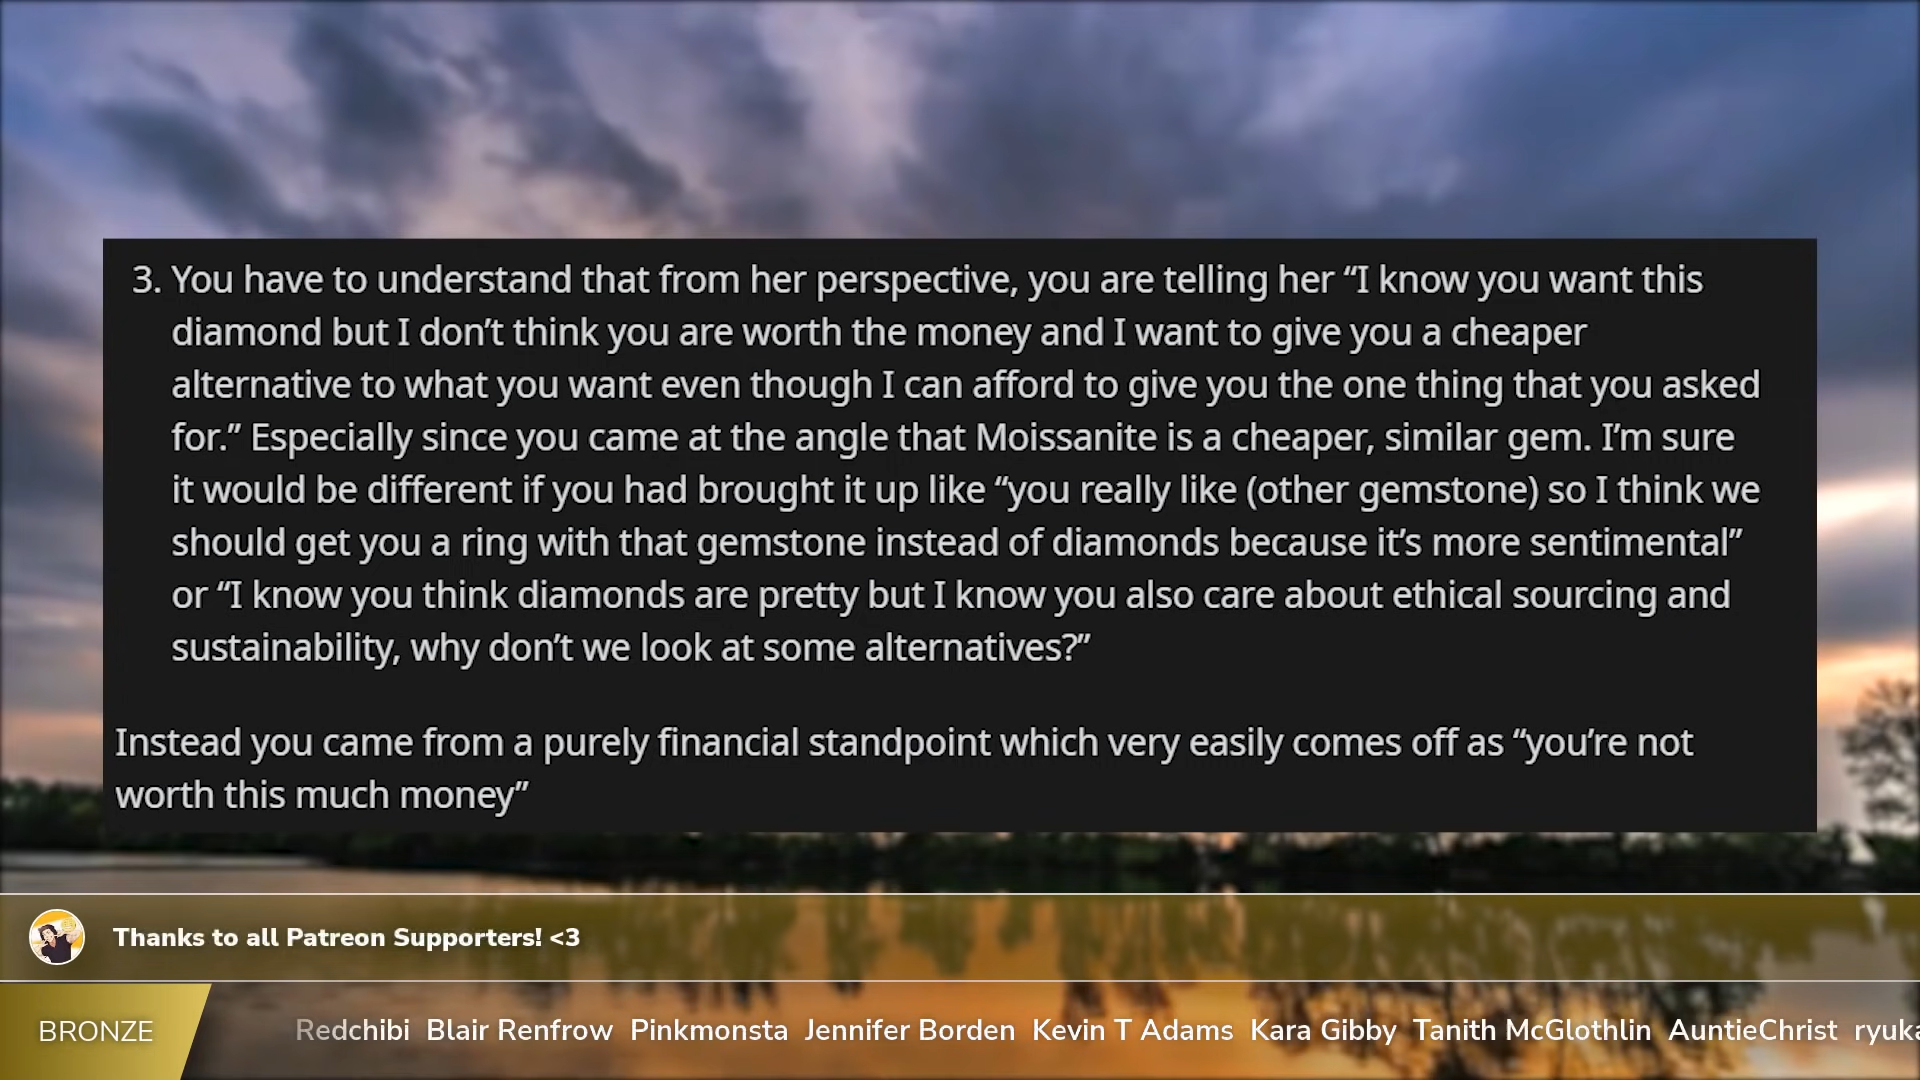 3. You have to understand that from her perspective, you are telling her “I know you want this
diamond but I don’t think you are worth the money and I want to give you a cheaper
alternative to what you want even though I can afford to give you the one thing that you asked
for.” Especially since you came at the angle that Moissanite is a cheaper, similar gem. I’m sure
it would be different if you had brought it up like “you really like (other gemstone) so I think we
should get you a ring with that gemstone instead of diamonds because it’s more sentimental”
or “I know you think diamonds are pretty but I know you also care about ethical sourcing and
sustainability, why don’t we look at some alternatives?”
Instead you came from a purely financial standpoint which very easily comes off as “you’re not
worth this much money”
Thanks to all Patreon Supporters! <3
BRONZE Redchibi Blair Renfrow Pinkmonsta Jennifer Borden Kevin T Adams Kara Gibby Tanith McGlothlin AuntieChrist